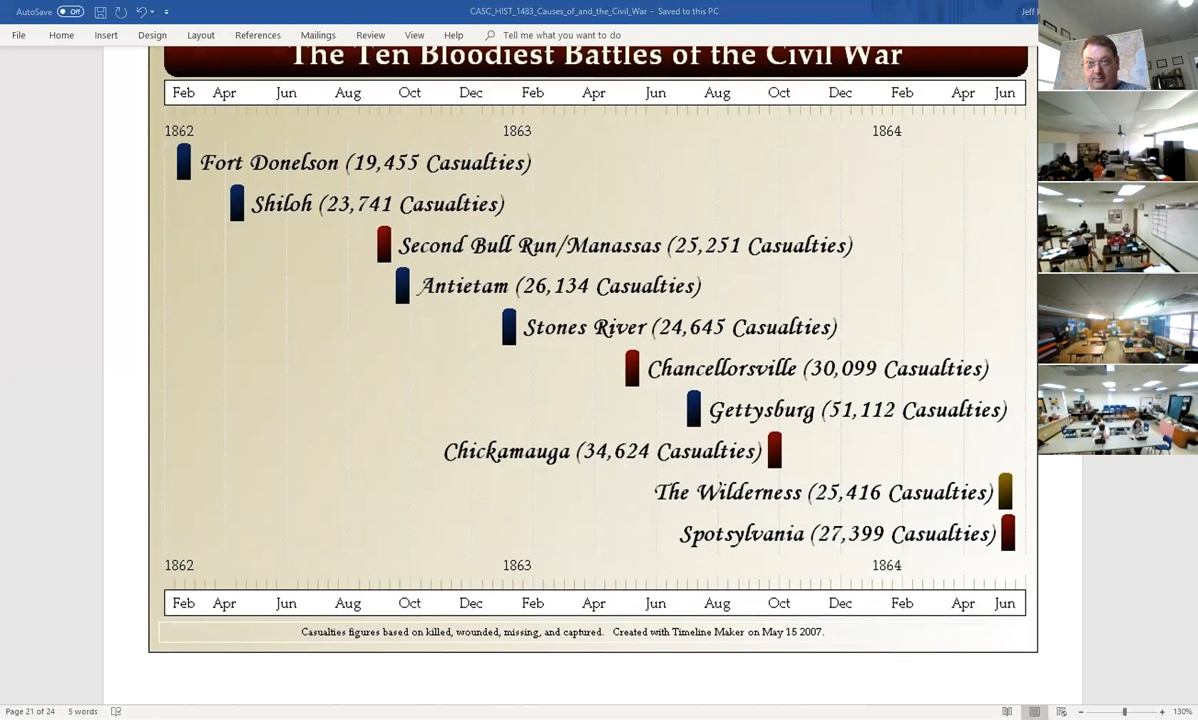 AutoSave Off CASC_HIST_1483_Causes_of_and_the_Civil_War - Saved to this PC Jeff
File Home Insert Design Layout References Mailings Review View Help Tell me what you want to do
The Ten Bloodiest Battles of the Civil War
Feb Apr Jun Aug Oct Dec Feb Apr Jun Aug Oct Dec Feb Apr Jun
1862 1863 1864
Fort Donelson (19,455 Casualties)
Shiloh (23,741 Casualties)
Second Bull Run/Manassas (25,251 Casualties)
Antietam (26,134 Casualties)
Stones River (24,645 Casualties)
Chancellorsville (30,099 Casualties)
Gettysburg (51,112 Casualties)
Chickamauga (34,624 Casualties)
The Wilderness (25,416 Casualties)
Spotsylvania (27,399 Casualties)
1862 1863 1864
Feb Apr Jun Aug Oct Dec Feb Apr Jun Aug Oct Dec Feb Apr Jun
Casualties figures based on killed, wounded, missing, and captured. Created with Timeline Maker on May 15 2007.
Page 21 of 24 5 words 130%